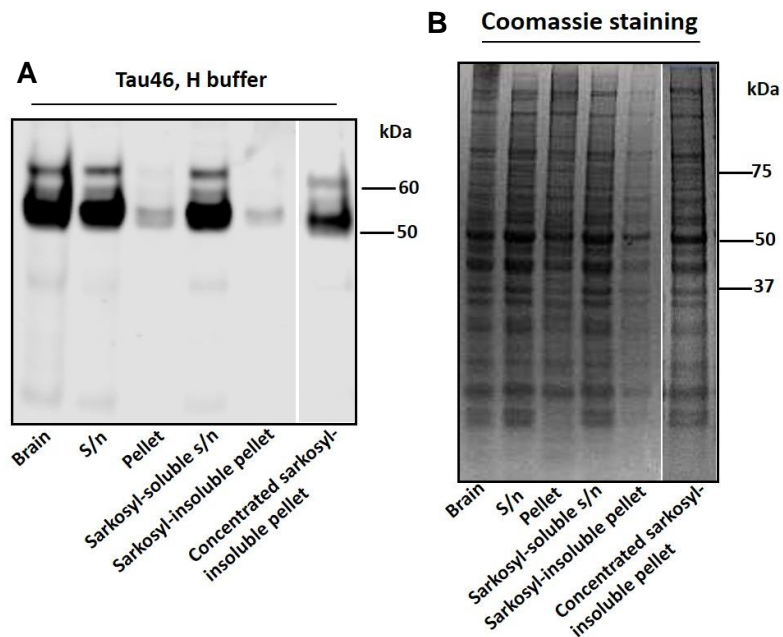 A
Tau46, H buffer
kDa
60
50
Brain
S/n
Pellet
Sarkosyl-soluble s/n
Sarkosyl-insoluble pellet
Concentrated sarkosyl-
insoluble pellet
B
Coomassie staining
kDa
75
50
37
Brain
S/n
Pellet
Sarkosyl-soluble s/n
Sarkosyl-insoluble pellet
Concentrated sarkosyl-
insoluble pellet